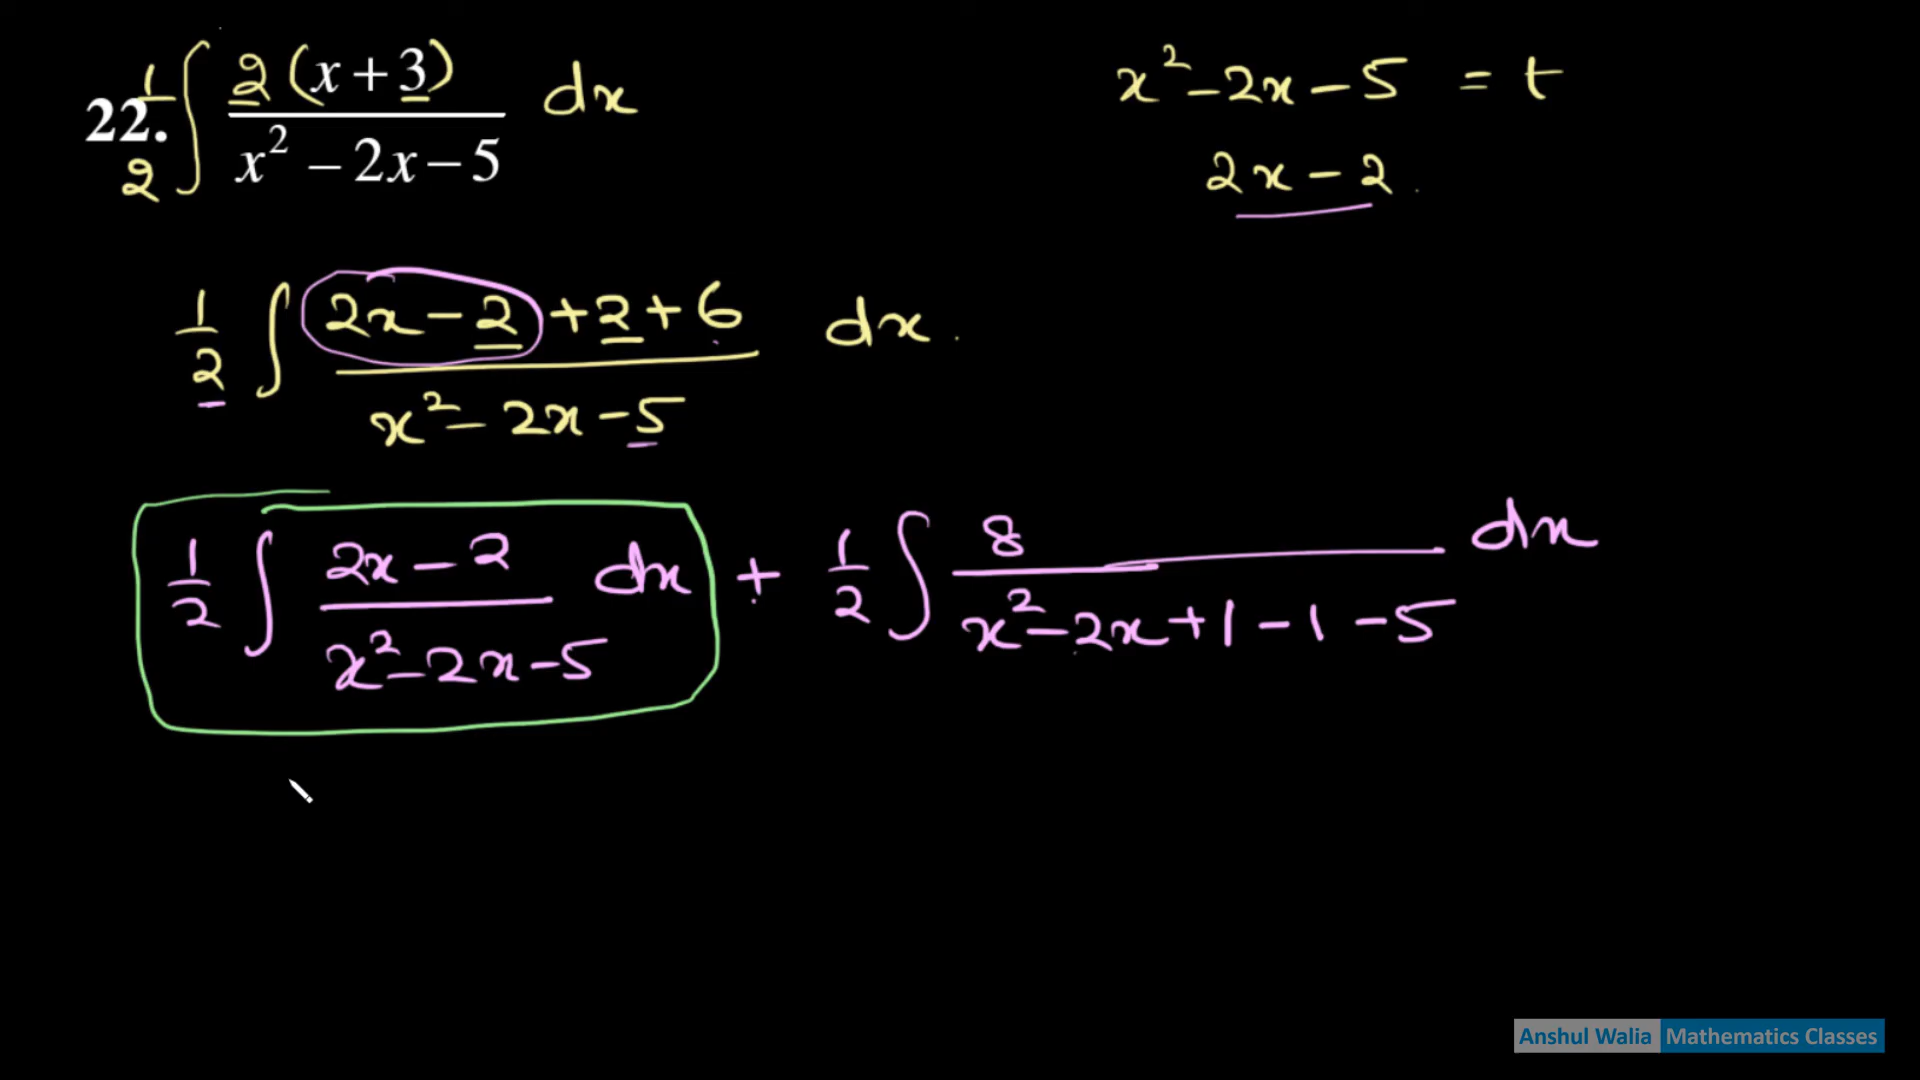 22. 1/2 ∫ 2(x+3)/(x² – 2x – 5) dx
x² – 2x – 5 = t
2x – 2
1/2 ∫ (2x – 2 + 2 + 6)/(x² – 2x – 5) dx.
1/2 ∫ (2x – 2)/(x² – 2x – 5) dx + 1/2 ∫ 8/(x² – 2x + 1 – 1 – 5) dx
Anshul Walia Mathematics Classes